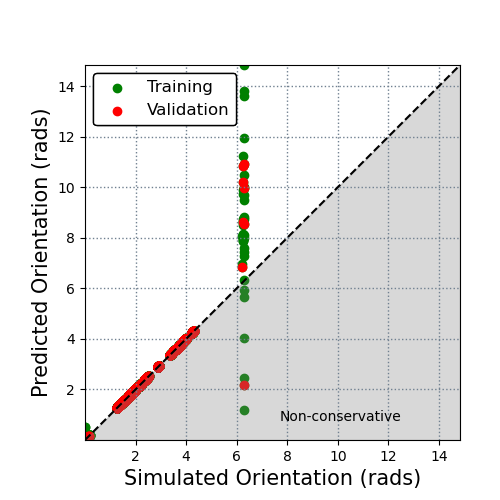 Training
Validation
14
12
10
8
6
4
2
Predicted Orientation (rads)
Non-conservative
2 4 6 8 10 12 14
Simulated Orientation (rads)